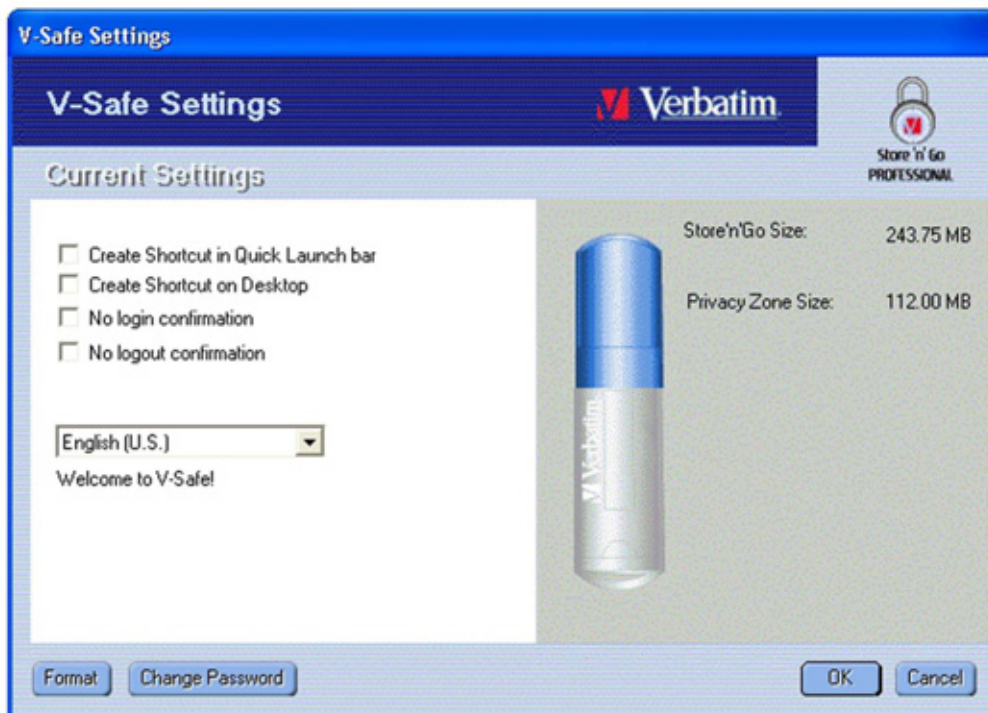 V-Safe Settings
V-Safe Settings
Verbatim
Store 'n' Go
PROFESSIONAL
Current Settings
Create Shortcut in Quick Launch bar
Create Shortcut on Desktop
No login confirmation
No logout confirmation
English (U.S.)
Welcome to V-Safe!
Store'n'Go Size: 243.75 MB
Privacy Zone Size: 112.00 MB
Verbatim
Format
Change Password
OK
Cancel